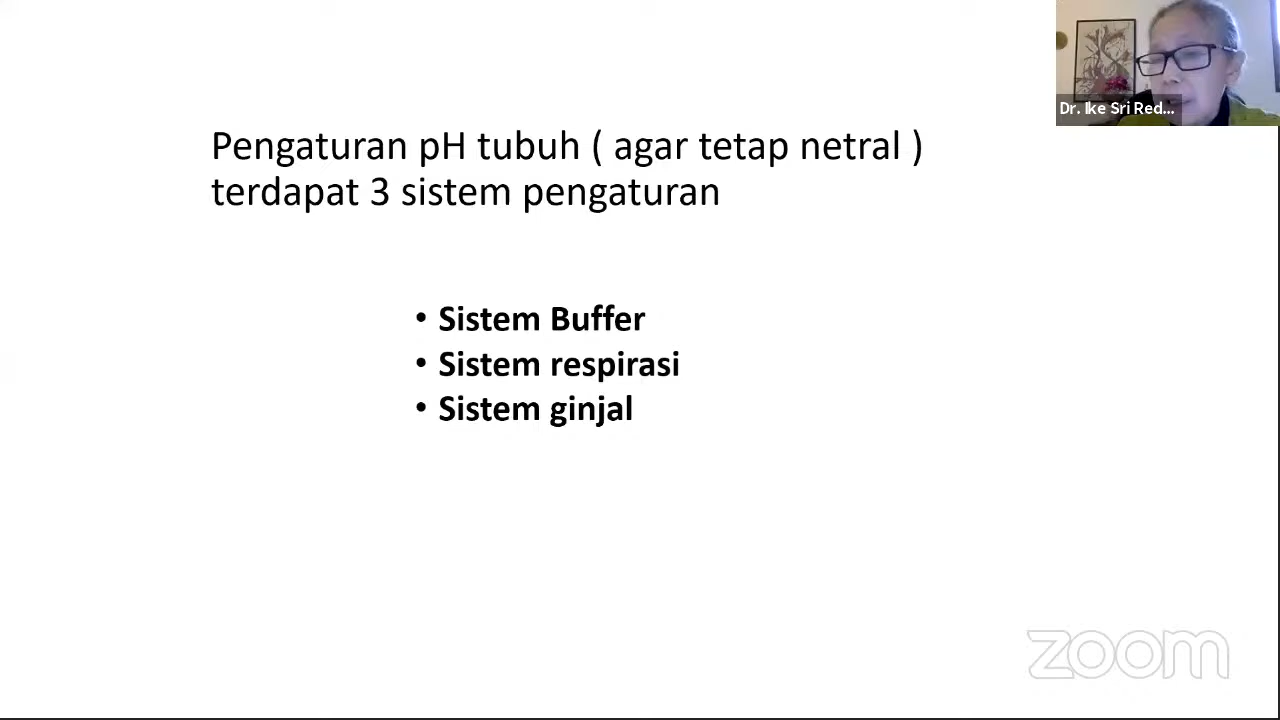 Dr. Ike Sri Red...
Pengaturan pH tubuh ( agar tetap netral )
terdapat 3 sistem pengaturan
• Sistem Buffer
• Sistem respirasi
• Sistem ginjal
zoom